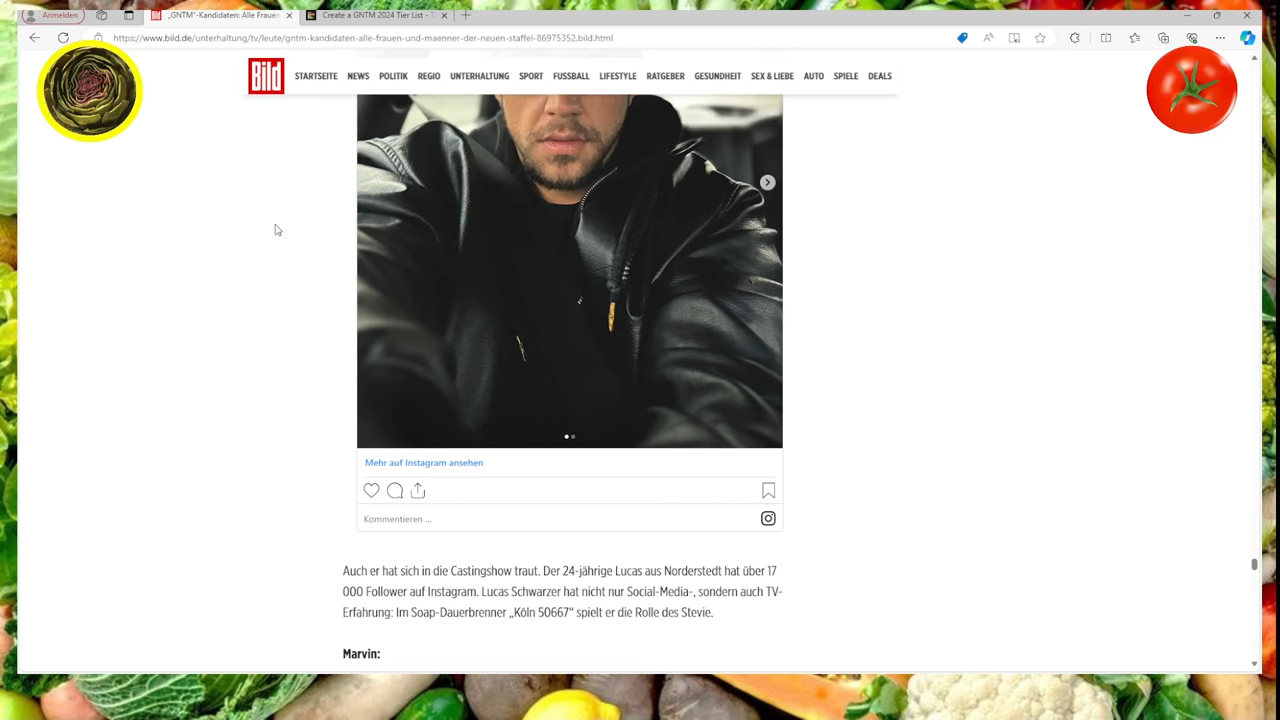 Anmelden
„GNTM"-Kandidaten: Alle Frauen
Create a GNTM 2024 Tier List -
https://www.bild.de/unterhaltung/tv/leute/gntm-kandidaten-alle-frauen-und-maenner-der-neuen-staffel-86975352.bild.html
Bild STARTSEITE NEWS POLITIK REGIO UNTERHALTUNG SPORT FUSSBALL LIFESTYLE RATGEBER GESUNDHEIT SEX & LIEBE AUTO SPIELE DEALS
Mehr auf Instagram ansehen
Kommentieren ...
Auch er hat sich in die Castingshow traut. Der 24-jährige Lucas aus Norderstedt hat über 17
000 Follower auf Instagram. Lucas Schwarzer hat nicht nur Social-Media-, sondern auch TV-
Erfahrung: Im Soap-Dauerbrenner „Köln 50667" spielt er die Rolle des Stevie.
Marvin: